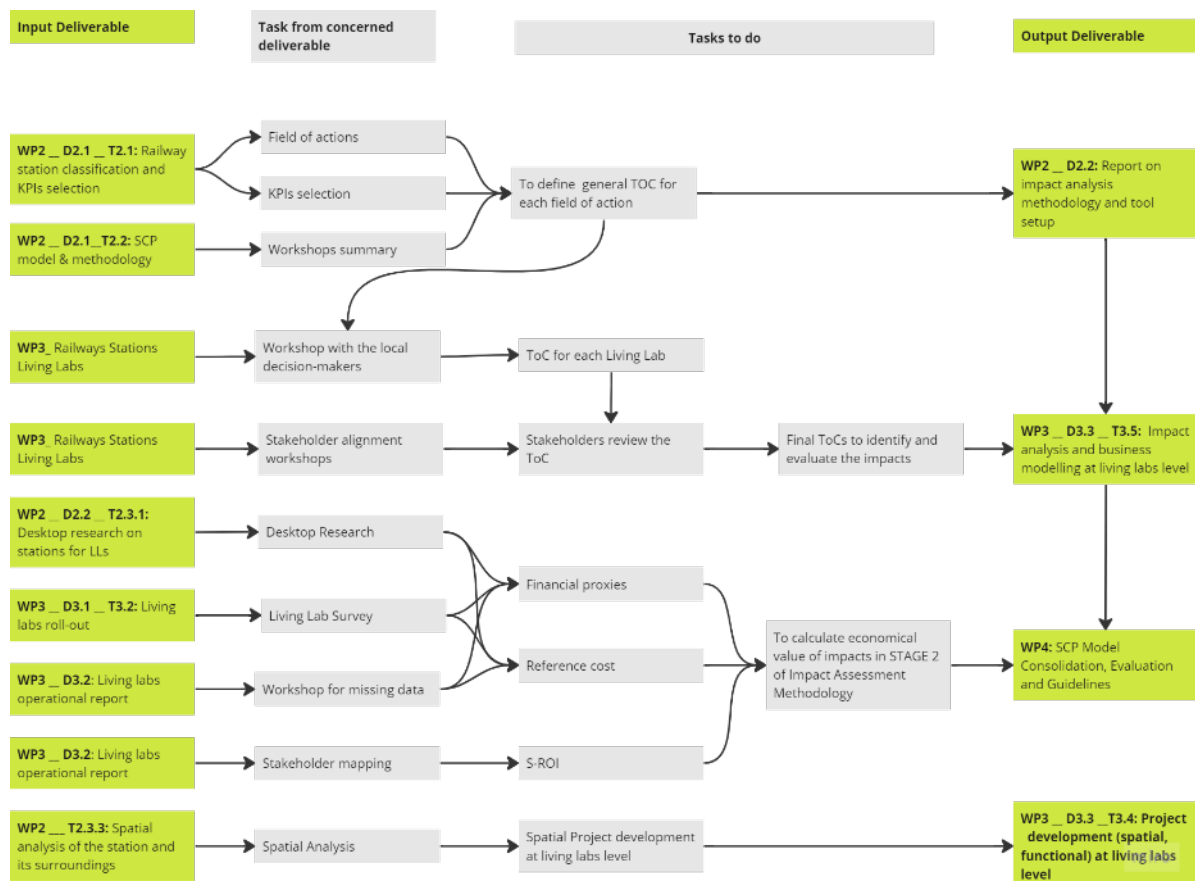 Input Deliverable
Task from concerned
deliverable
Tasks to do
Output Deliverable
WP2 __ D2.1 __ T2.1: Railway
station classification and
KPIs selection
Field of actions
KPIs selection
To define general TOC for
each field of action
WP2 __ D2.2: Report on
impact analysis
methodology and tool
setup
WP2 __ D2.1__T2.2: SCP
model & methodology
Workshops summary
WP3_ Railways Stations
Living Labs
Workshop with the local
decision-makers
ToC for each Living Lab
WP3_ Railways Stations
Living Labs
Stakeholder alignment
workshops
Stakeholders review the
ToC
Final ToCs to identify and
evaluate the impacts
WP3 __ D3.3 __ T3.5: Impact
analysis and business
modelling at living labs level
WP2 __ D2.2 __ T2.3.1:
Desktop research on
stations for LLs
Desktop Research
Financial proxies
WP3 __ D3.1 __ T3.2: Living
labs roll-out
Living Lab Survey
Reference cost
To calculate economical
value of impacts in STAGE 2
of Impact Assessment
Methodology
WP4: SCP Model
Consolidation, Evaluation
and Guidelines
WP3 __ D3.2: Living labs
operational report
Workshop for missing data
WP3 __ D3.2: Living labs
operational report
Stakeholder mapping
S-ROI
WP2 ___ T2.3.3: Spatial
analysis of the station and
its surroundings
Spatial Analysis
Spatial Project development
at living labs level
WP3 __ D3.3 __T3.4: Project
development (spatial,
functional) at living labs
level